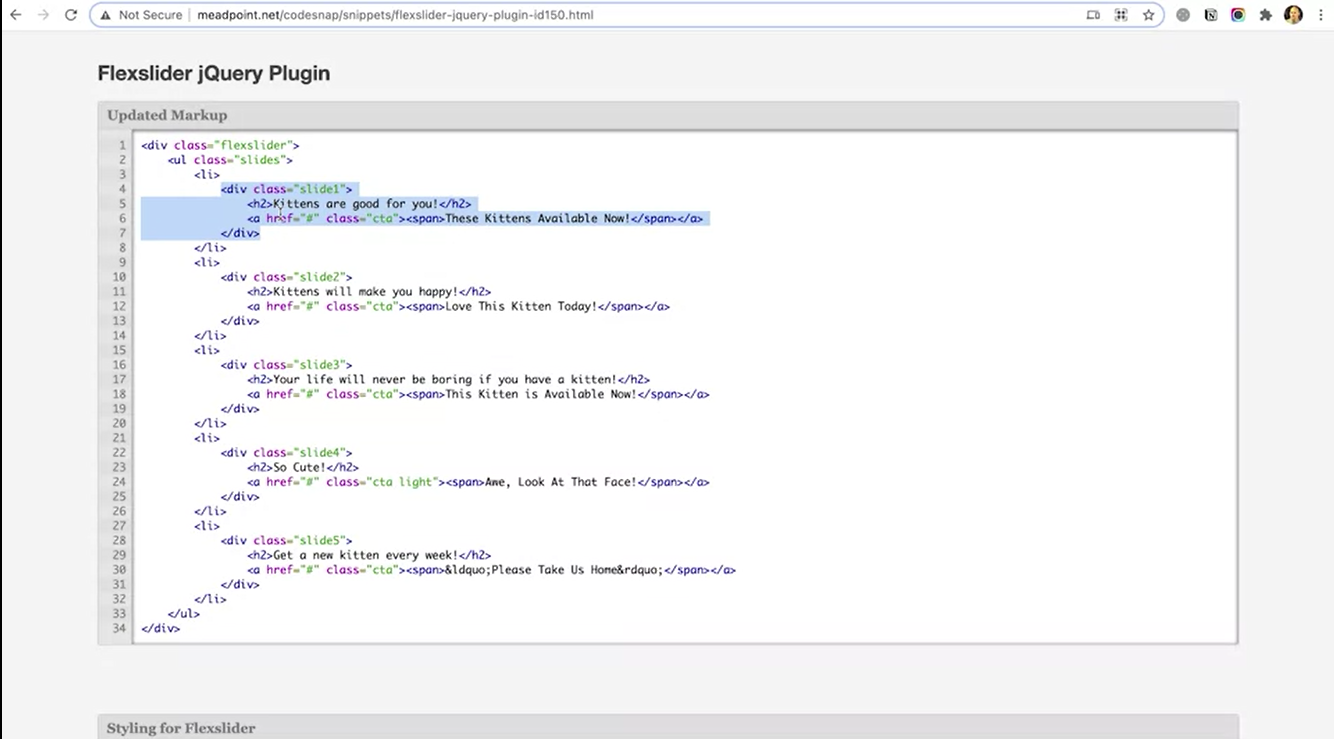 Not Secure | meadpoint.net/codesnap/snippets/flexslider-jquery-plugin-id150.html
Flexslider jQuery Plugin
Updated Markup
1 <div class="flexslider">
2 <ul class="slides">
3 <li>
4 <div class="slide1">
5 <h2>Kittens are good for you!</h2>
6 <a href="#" class="cta"><span>These Kittens Available Now!</span></a>
7 </div>
8 </li>
9 <li>
10 <div class="slide2">
11 <h2>Kittens will make you happy!</h2>
12 <a href="#" class="cta"><span>Love This Kitten Today!</span></a>
13 </div>
14 </li>
15 <li>
16 <div class="slide3">
17 <h2>Your life will never be boring if you have a kitten!</h2>
18 <a href="#" class="cta"><span>This Kitten is Available Now!</span></a>
19 </div>
20 </li>
21 <li>
22 <div class="slide4">
23 <h2>So Cute!</h2>
24 <a href="#" class="cta light"><span>Awe, Look At That Face!</span></a>
25 </div>
26 </li>
27 <li>
28 <div class="slide5">
29 <h2>Get a new kitten every week!</h2>
30 <a href="#" class="cta"><span>&ldquo;Please Take Us Home&rdquo;</span></a>
31 </div>
32 </li>
33 </ul>
34 </div>
Styling for Flexslider